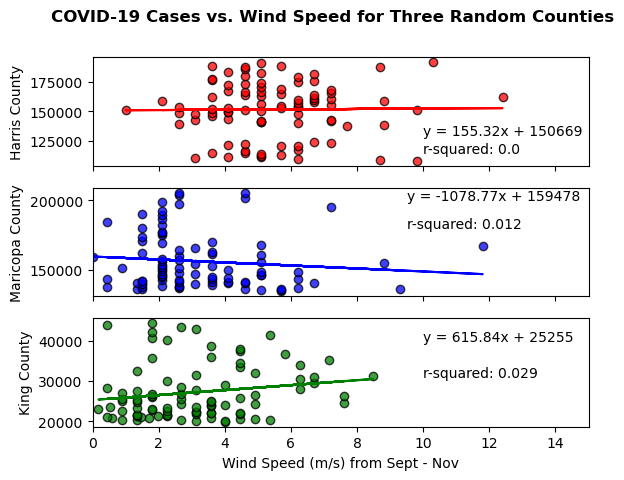 COVID-19 Cases vs. Wind Speed for Three Random Counties
Harris County
175000
150000
125000
y = 155.32x + 150669
r-squared: 0.0
Maricopa County
200000
150000
y = -1078.77x + 159478
r-squared: 0.012
King County
40000
30000
20000
y = 615.84x + 25255
r-squared: 0.029
0 2 4 6 8 10 12 14
Wind Speed (m/s) from Sept - Nov